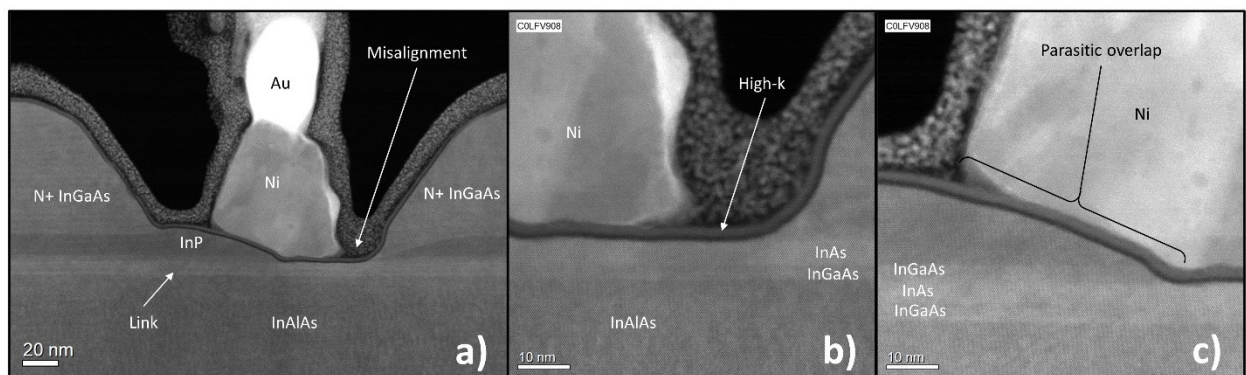 Misalignment
Au
Ni
N+ InGaAs
N+ InGaAs
InP
Link
InAlAs
20 nm
a)
C0LFV908
High-k
Ni
InAs
InGaAs
InAlAs
10 nm
b)
C0LFV908
Parasitic overlap
Ni
InGaAs
InAs
InGaAs
10 nm
c)